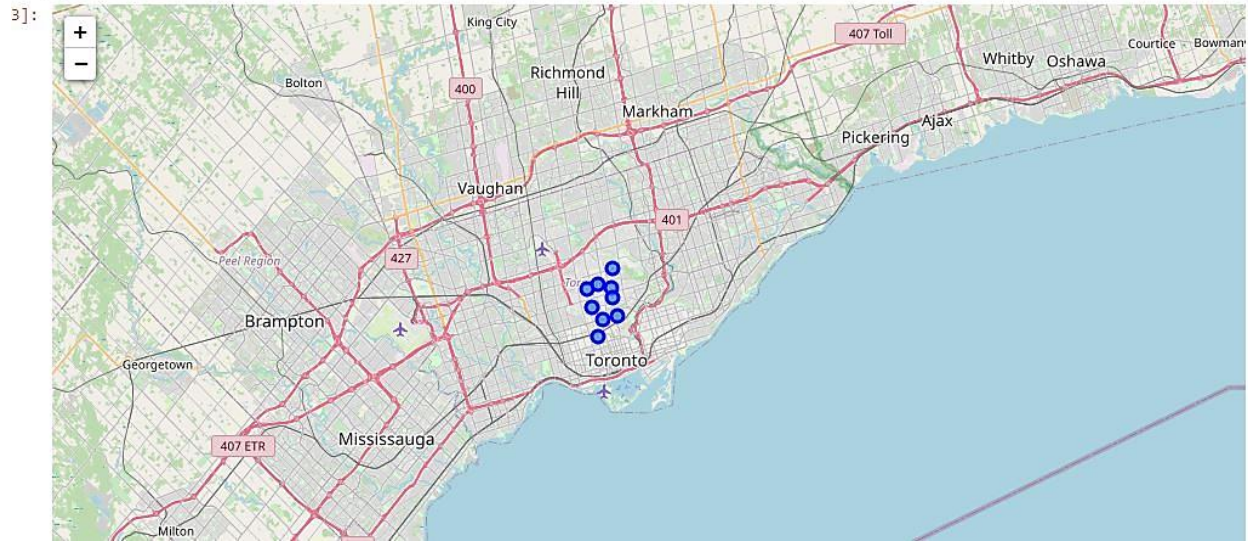 3]:
+
−
King City
407 Toll
Courtice
Bowman
Whitby
Oshawa
Richmond
Hill
Bolton
400
Markham
Ajax
Pickering
Vaughan
401
427
Peel Region
Brampton
Georgetown
Toronto
Mississauga
407 ETR
Milton